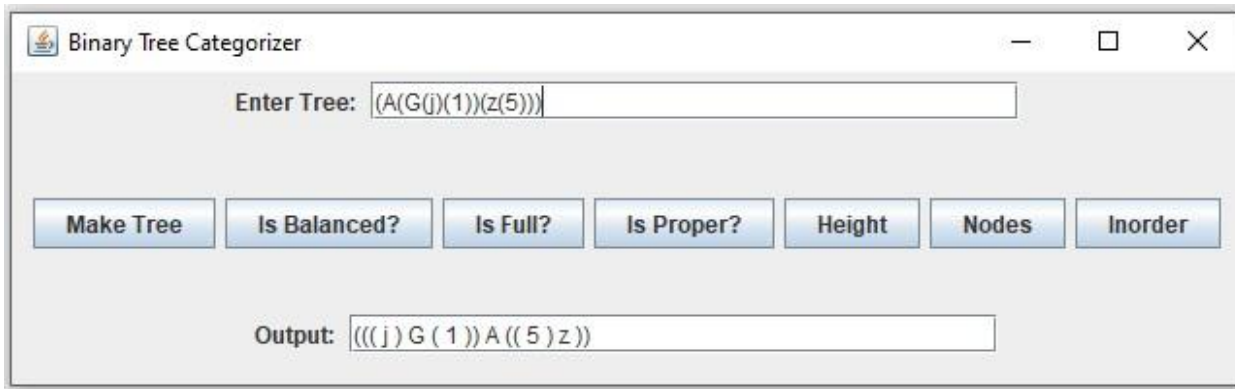 Binary Tree Categorizer
Enter Tree: (A(G(j)(1))(z(5)))
Make Tree Is Balanced? Is Full? Is Proper? Height Nodes Inorder
Output: ((( j ) G ( 1 )) A (( 5 ) z ))